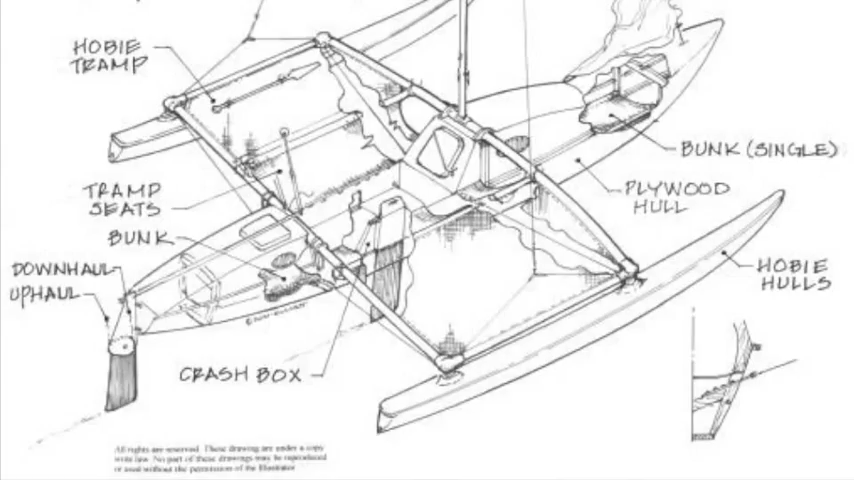 HOBIE
TRAMP
BUNK (SINGLE)
TRAMP
SEATS
PLYWOOD
HULL
BUNK
DOWNHAUL
UPHAUL
HOBIE
HULLS
CRASH BOX
All rights are reserved. These drawing are under a copy
write law. No part of these drawings may be reproduced
or used without the permission of the Illustrator